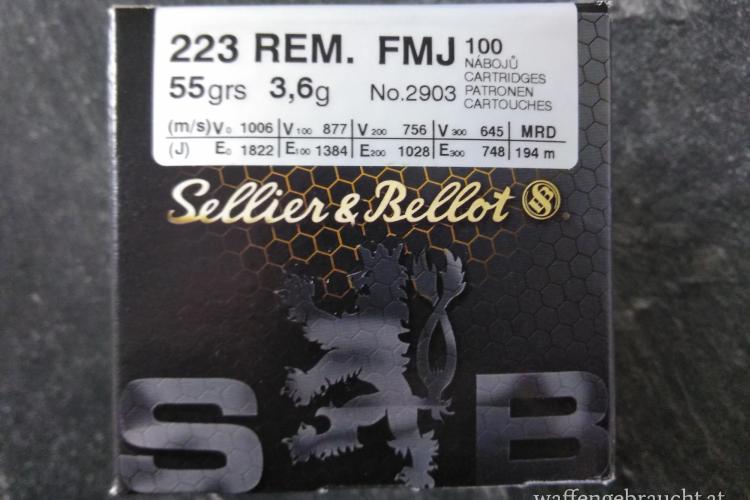 223 REM. FMJ 100
NÁBOJŮ
CARTRIDGES
55grs 3,6g No.2903 PATRONEN
CARTOUCHES
(m/s) V0 1006 V100 877 V200 756 V300 645 MRD
(J) E0 1822 E100 1384 E200 1028 E300 748 194 m
Sellier & Bellot SB
S B
waffengebraucht.at